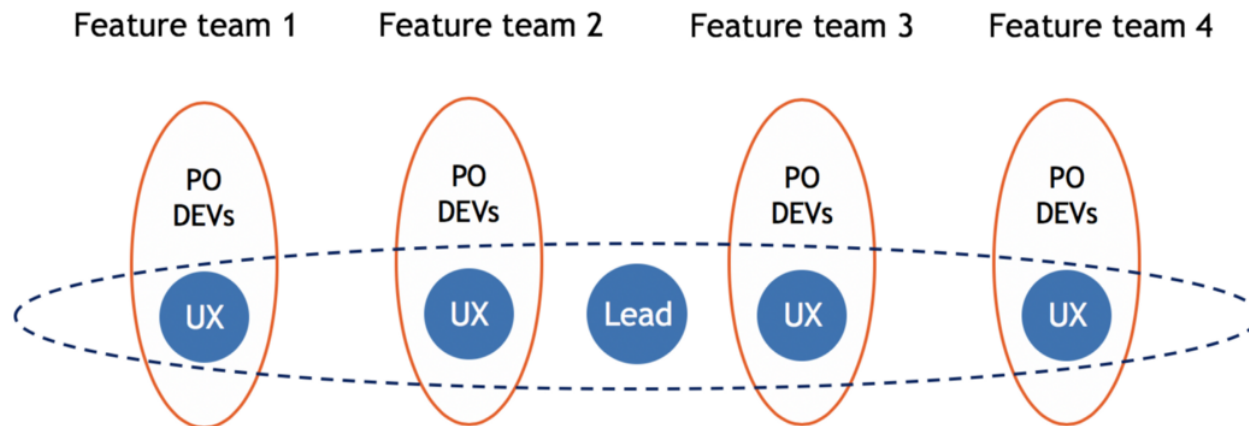 Feature team 1
Feature team 2
Feature team 3
Feature team 4
PO
DEVs
UX
PO
DEVs
UX
Lead
PO
DEVs
UX
PO
DEVs
UX